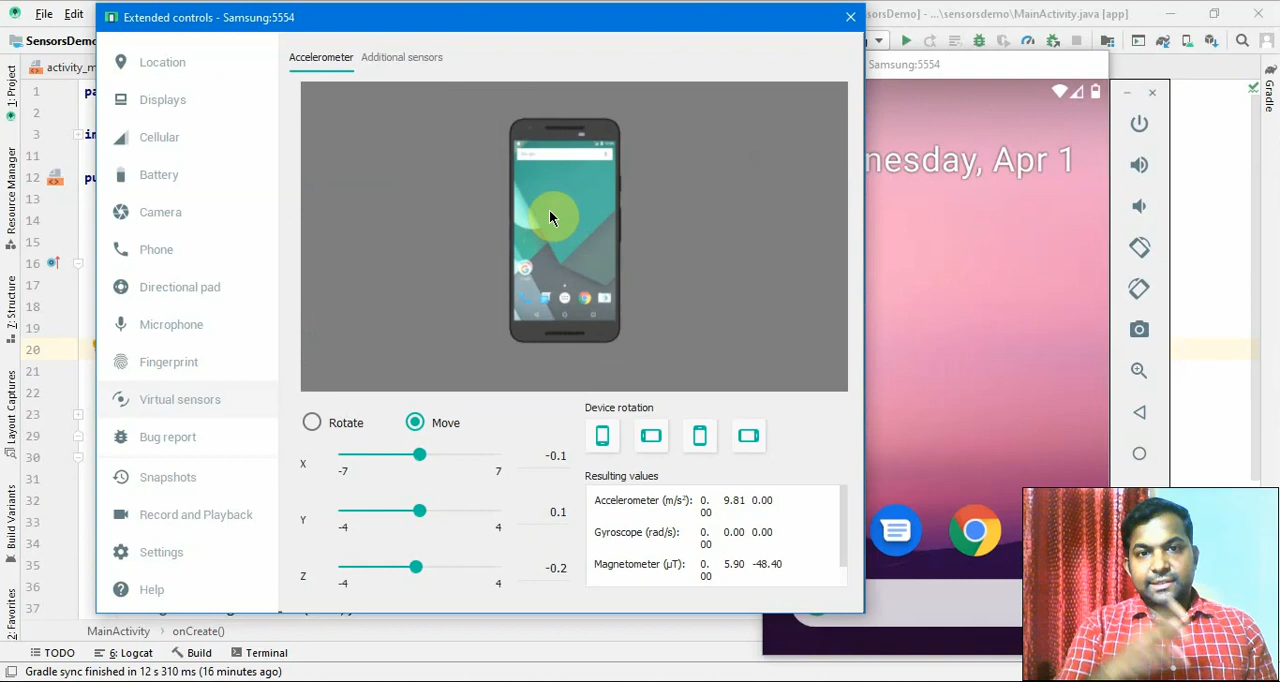 File Edit
Extended controls - Samsung:5554
sorsDemo] - ...\sensorsdemo\MainActivity.java [app]
SensorsDemo
activity_m
Samsung:5554
1: Project
Resource Manager
Z: Structure
Layout Captures
Build Variants
2: Favorites
Gradle
1
2
3
11
12
13
14
15
16
17
18
19
20
21
22
23
29
30
31
32
33
34
35
36
37
pa
im
pu
Location
Displays
Cellular
Battery
Camera
Phone
Directional pad
Microphone
Fingerprint
Virtual sensors
Bug report
Snapshots
Record and Playback
Settings
Help
Accelerometer Additional sensors
Rotate Move
X -0.1
-7 7
Y 0.1
-4 4
Z -0.2
-4 4
Device rotation
Resulting values
Accelerometer (m/s²): 0.00 9.81 0.00
Gyroscope (rad/s): 0.00 0.00 0.00
Magnetometer (μT): 0.00 5.90 -48.40
nesday, Apr 1
MainActivity onCreate()
TODO 6: Logcat Build Terminal
Gradle sync finished in 12 s 310 ms (16 minutes ago)